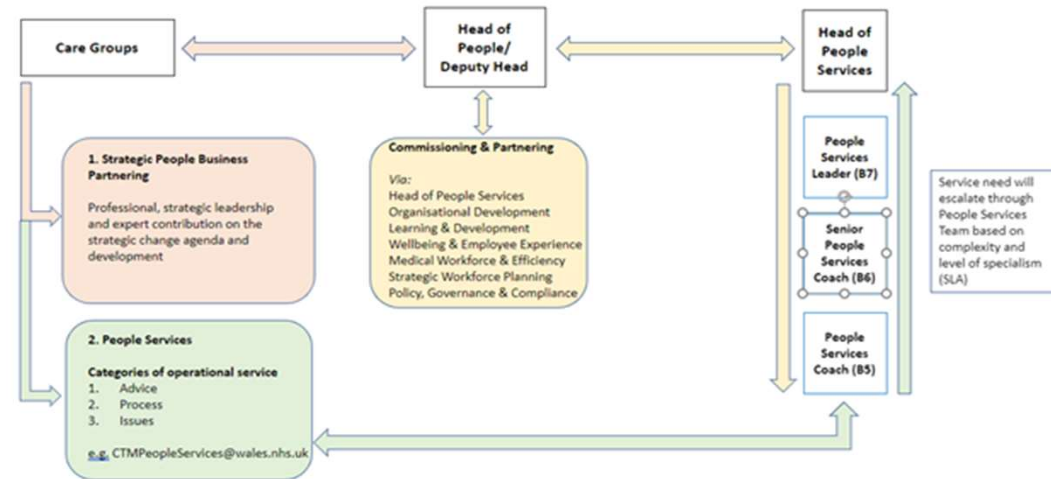 Care Groups
Head of
People/
Deputy Head
Head of
People
Services
1. Strategic People Business
Partnering
Professional, strategic leadership
and expert contribution on the
strategic change agenda and
development
Commissioning & Partnering
Via:
Head of People Services
Organisational Development
Learning & Development
Wellbeing & Employee Experience
Medical Workforce & Efficiency
Strategic Workforce Planning
Policy, Governance & Compliance
People
Services
Leader (B7)
Senior
People
Services
Coach (B6)
People
Services
Coach (B5)
Service need will
escalate through
People Services
Team based on
complexity and
level of specialism
(SLA)
2. People Services
Categories of operational service
1. Advice
2. Process
3. Issues
e.g. CTMPeopleServices@wales.nhs.uk